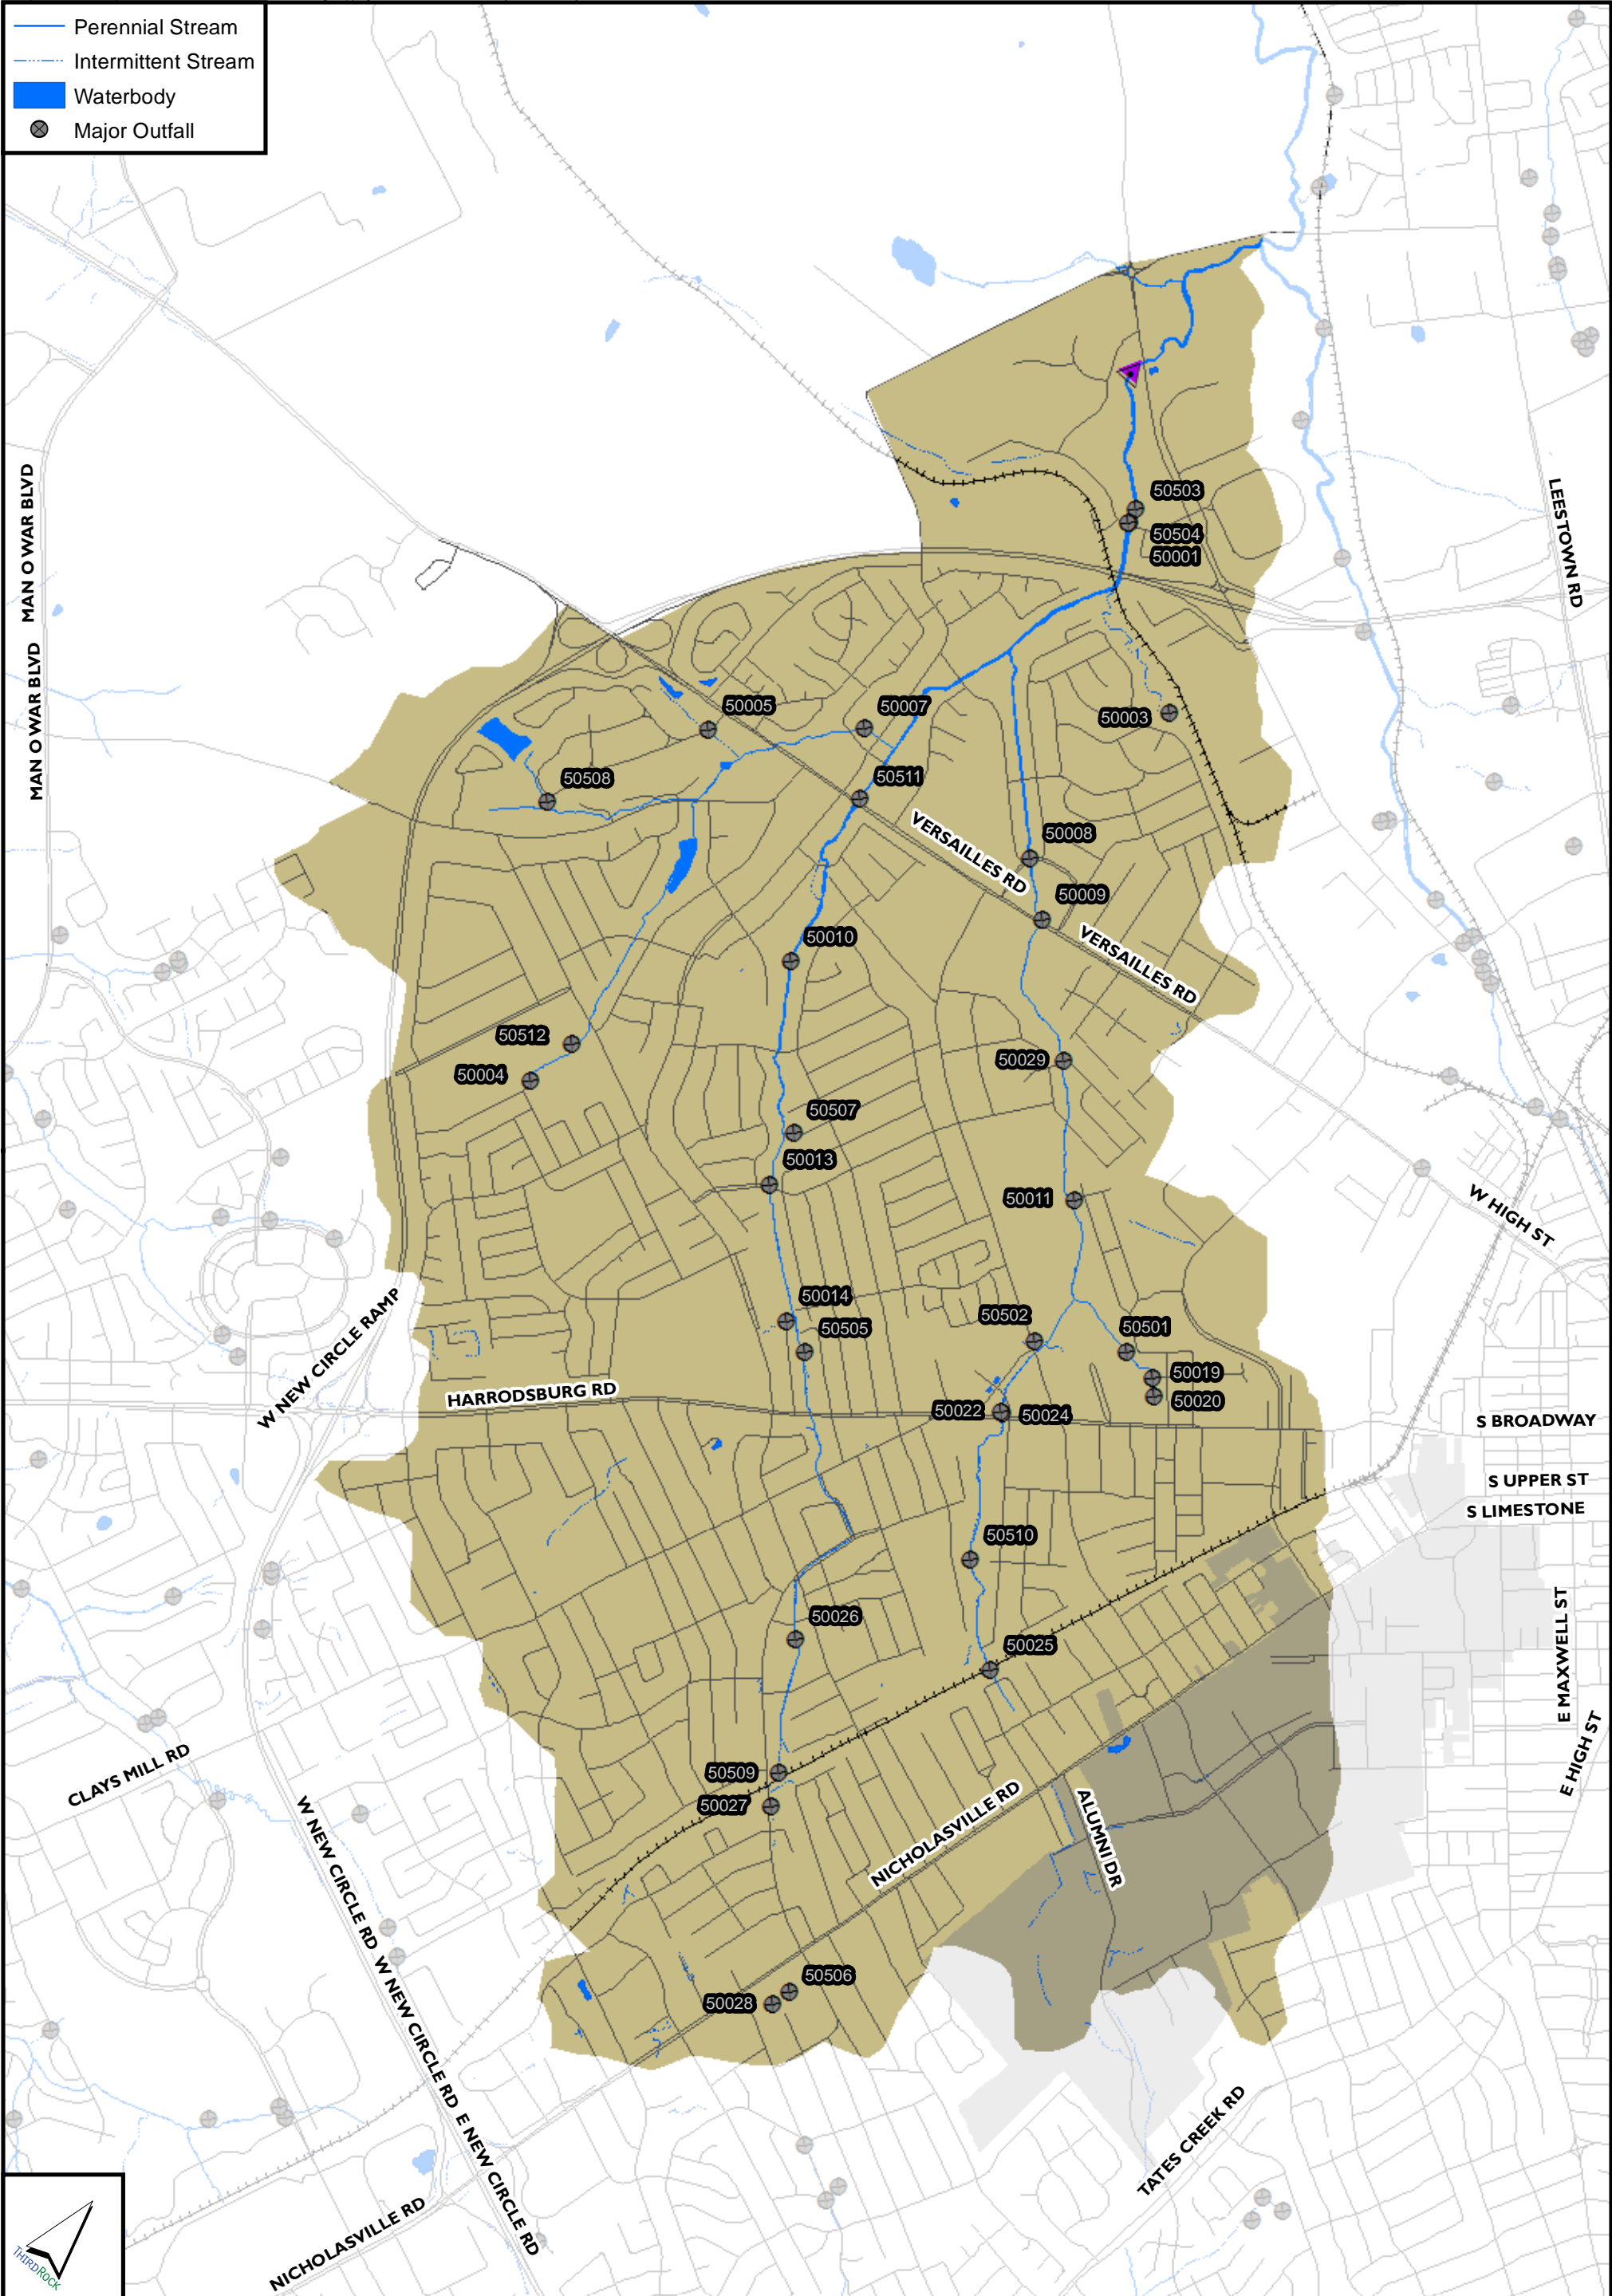 Perennial Stream
Intermittent Stream
Waterbody
Major Outfall
MAN O WAR BLVD
MAN O WAR BLVD
LEESTOWN RD
50503
50504
50001
50005
50007
50003
50508
50511
VERSAILLES RD
50008
50009
VERSAILLES RD
50010
50512
50004
50029
50507
50013
50011
W HIGH ST
50014
50505
50502
50501
50019
50020
W NEW CIRCLE RAMP
HARRODSBURG RD
50022
50024
S BROADWAY
S UPPER ST
S LIMESTONE
50510
50026
50025
E MAXWELL ST
E HIGH ST
CLAYS MILL RD
50509
50027
NICHOLASVILLE RD
ALUMNI DR
W NEW CIRCLE RD
W NEW CIRCLE RD
E NEW CIRCLE RD
50506
50028
TATES CREEK RD
NICHOLASVILLE RD
THIRDROCK